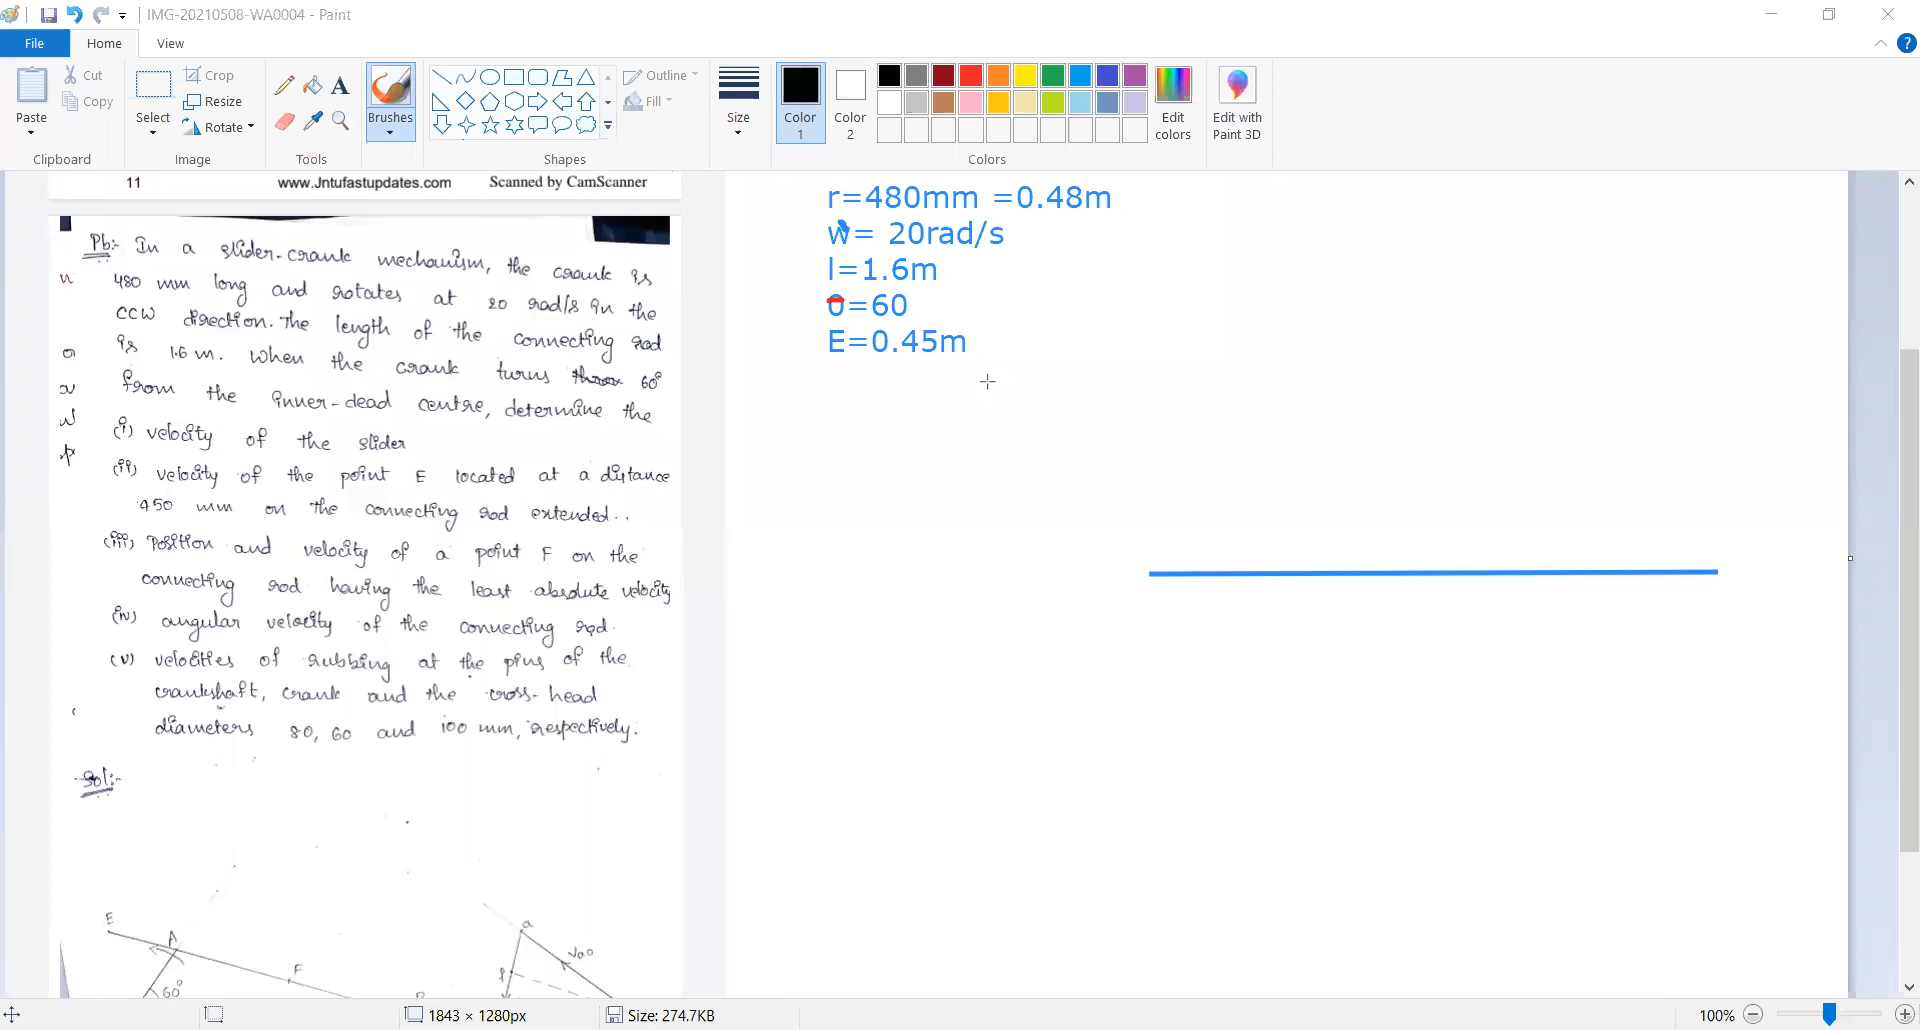 IMG-20210508-WA0004 - Paint
File Home View
Paste
Cut
Copy
Clipboard
Select
Crop
Resize
Rotate
Image
Tools
Brushes
Outline
Fill
Shapes
Size
Color 1
Color 2
Edit colors
Edit with Paint 3D
Colors
11 www.Jntufastupdates.com Scanned by CamScanner
Pb:- In a slider-crank mechanism, the crank is
480 mm long and rotates at 20 rad/s in the
CCW direction. The length of the connecting rod
is 1.6 m. When the crank turns 60°
from the inner-dead centre, determine the
(i) velocity of the slider
(ii) velocity of the point E located at a distance
450 mm on the connecting rod extended..
(iii) Position and velocity of a point F on the
connecting rod having the least absolute velocity
(iv) angular velocity of the connecting rod.
(v) velocities of rubbing at the pins of the
crankshaft, crank and the cross-head
diameters 80, 60 and 100 mm, respectively.
Sol:-
E
A
F
60°
a
f
r=480mm =0.48m
w= 20rad/s
l=1.6m
0=60
E=0.45m
1843 × 1280px
Size: 274.7KB
100%